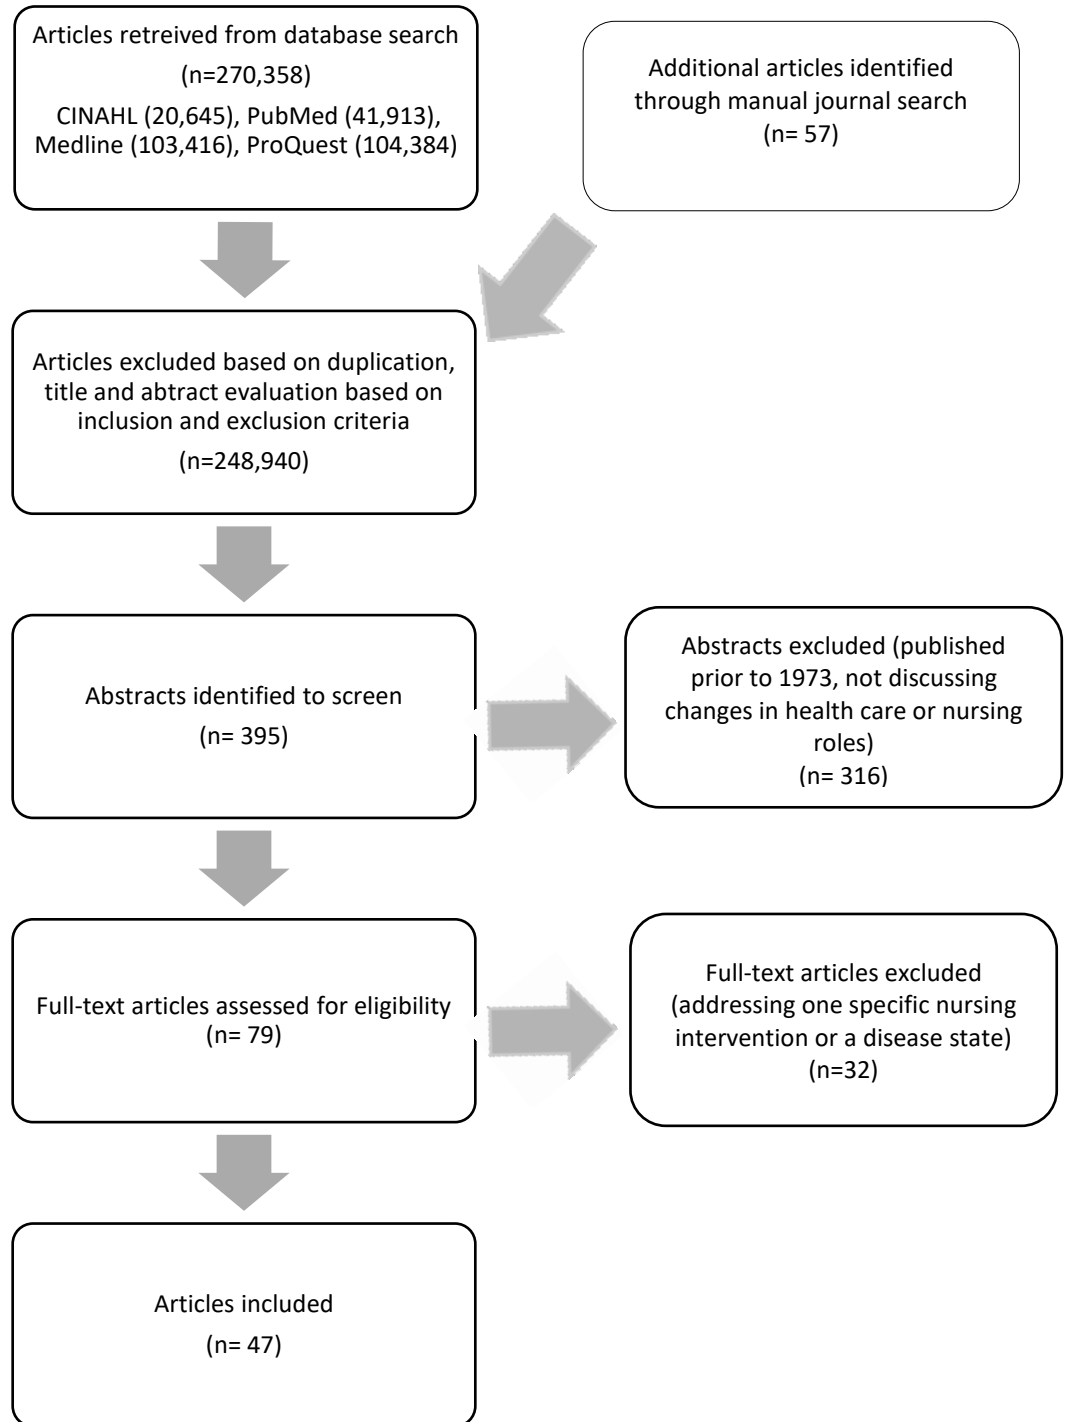 Articles retreived from database search
(n=270,358)
CINAHL (20,645), PubMed (41,913),
Medline (103,416), ProQuest (104,384)
Additional articles identified
through manual journal search
(n= 57)
Articles excluded based on duplication,
title and abtract evaluation based on
inclusion and exclusion criteria
(n=248,940)
Abstracts identified to screen
(n= 395)
Abstracts excluded (published
prior to 1973, not discussing
changes in health care or nursing
roles)
(n= 316)
Full-text articles assessed for eligibility
(n= 79)
Full-text articles excluded
(addressing one specific nursing
intervention or a disease state)
(n=32)
Articles included
(n= 47)